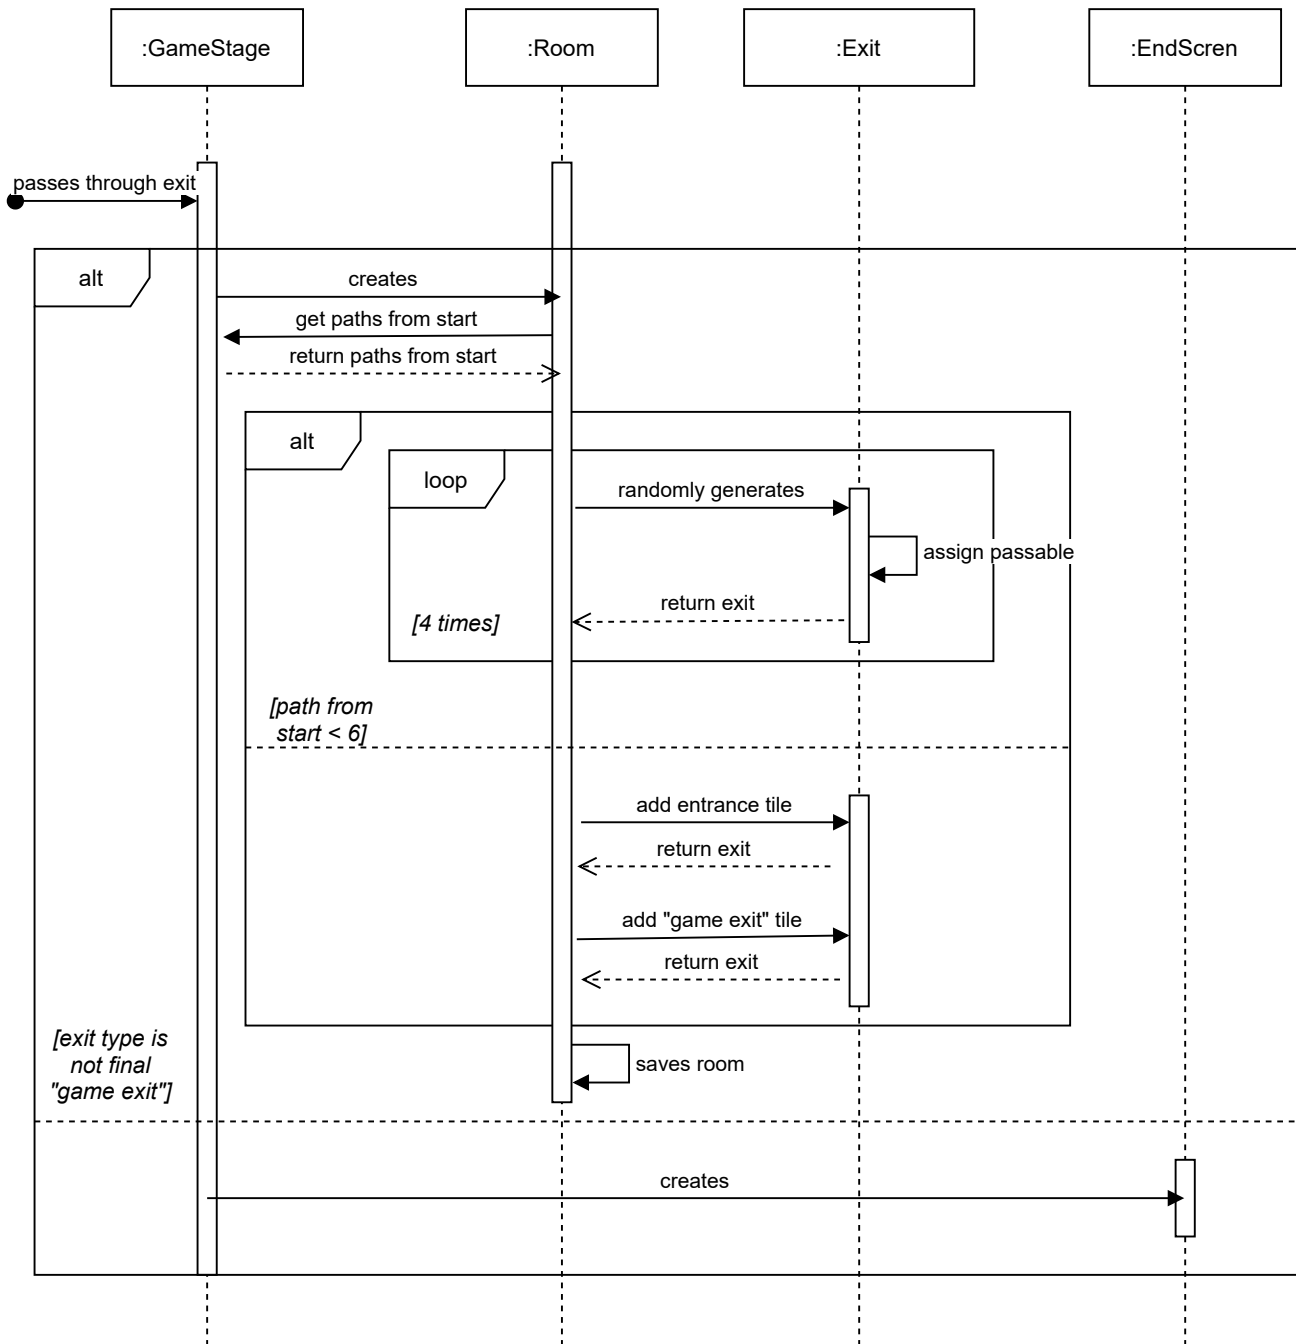 :GameStage
:Room
:Exit
:EndScren
passes through exit
alt
creates
get paths from start
return paths from start
alt
loop
randomly generates
assign passable
return exit
[4 times]
[path from
start < 6]
add entrance tile
return exit
add "game exit" tile
return exit
[exit type is
not final
"game exit"]
saves room
creates